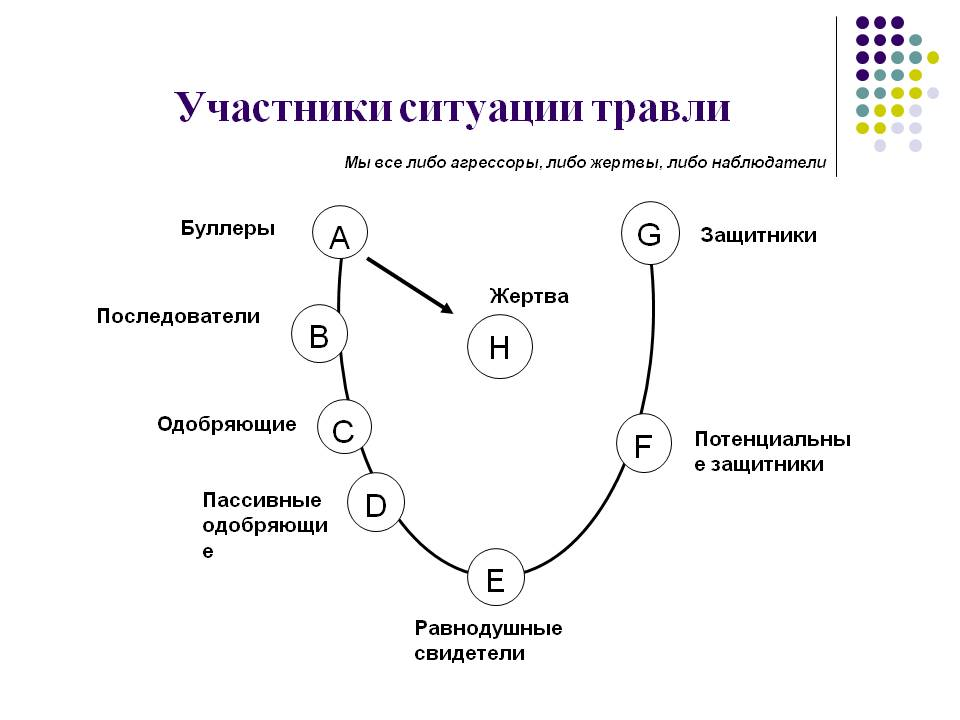 Участники ситуации травли
Мы все либо агрессоры, либо жертвы, либо наблюдатели
Буллеры
A
G
Защитники
Жертва
Последователи
B
H
Одобряющие
C
F
Потенциальны
е защитники
Пассивные
одобряющи
е
D
E
Равнодушные
свидетели